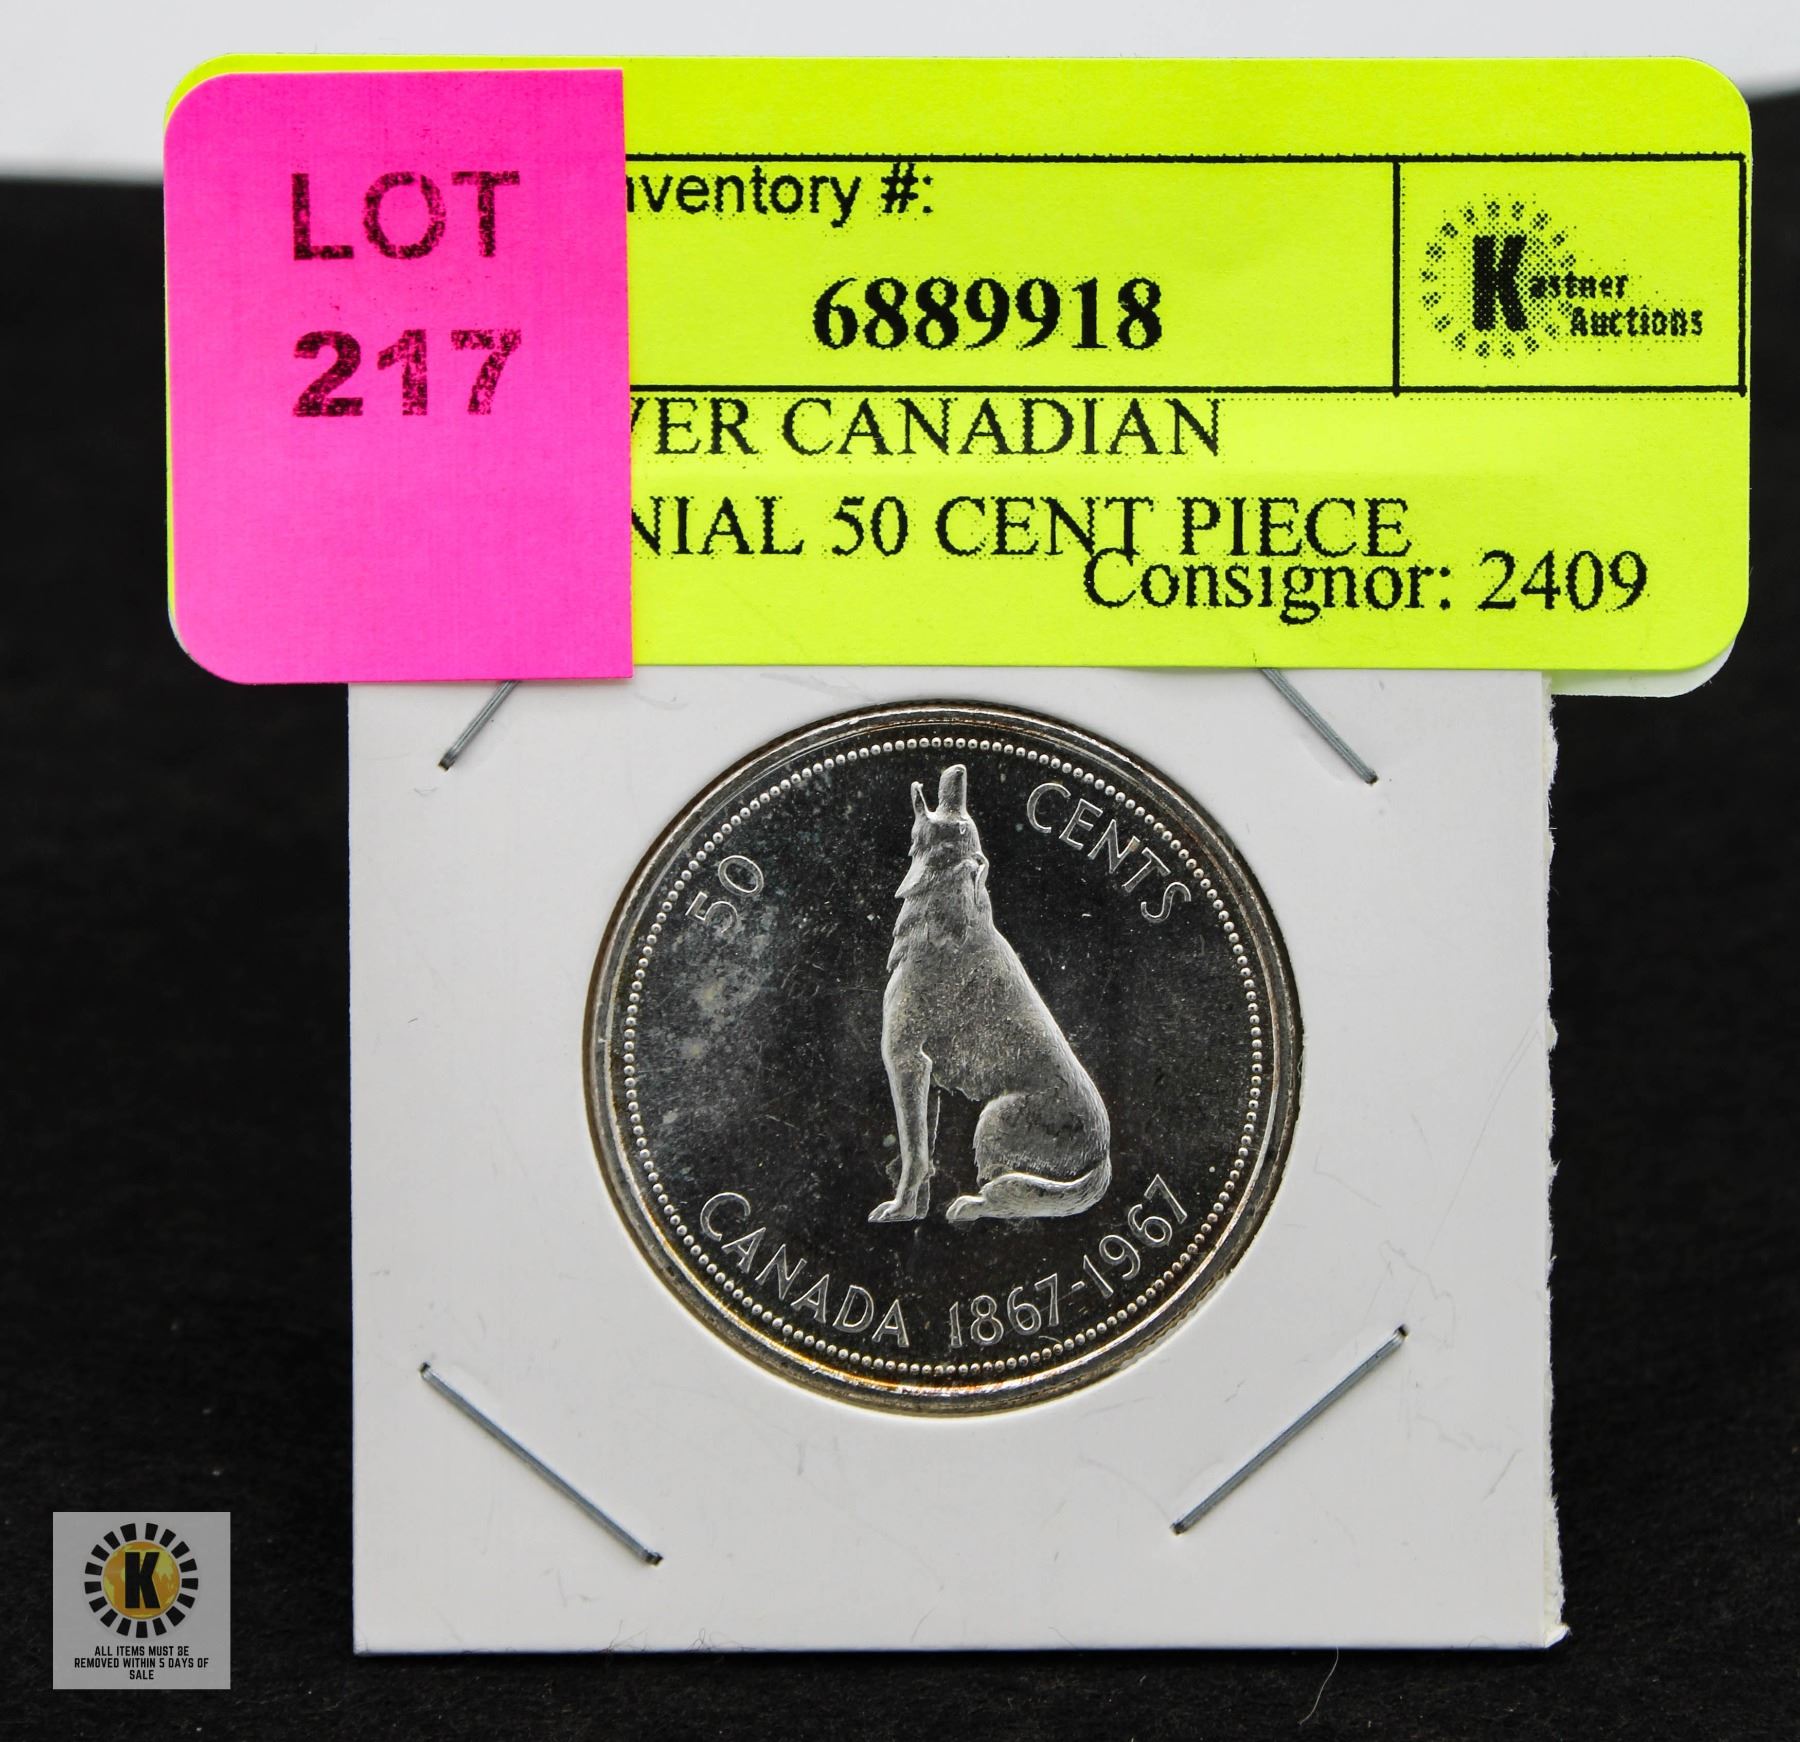 LOT
217
nventory #:
6889918
Kastner
Auctions
VER CANADIAN
NIAL 50 CENT PIECE
Consignor: 2409
50 CENTS
CANADA 1867-1967
K
ALL ITEMS MUST BE
REMOVED WITHIN 5 DAYS OF
SALE